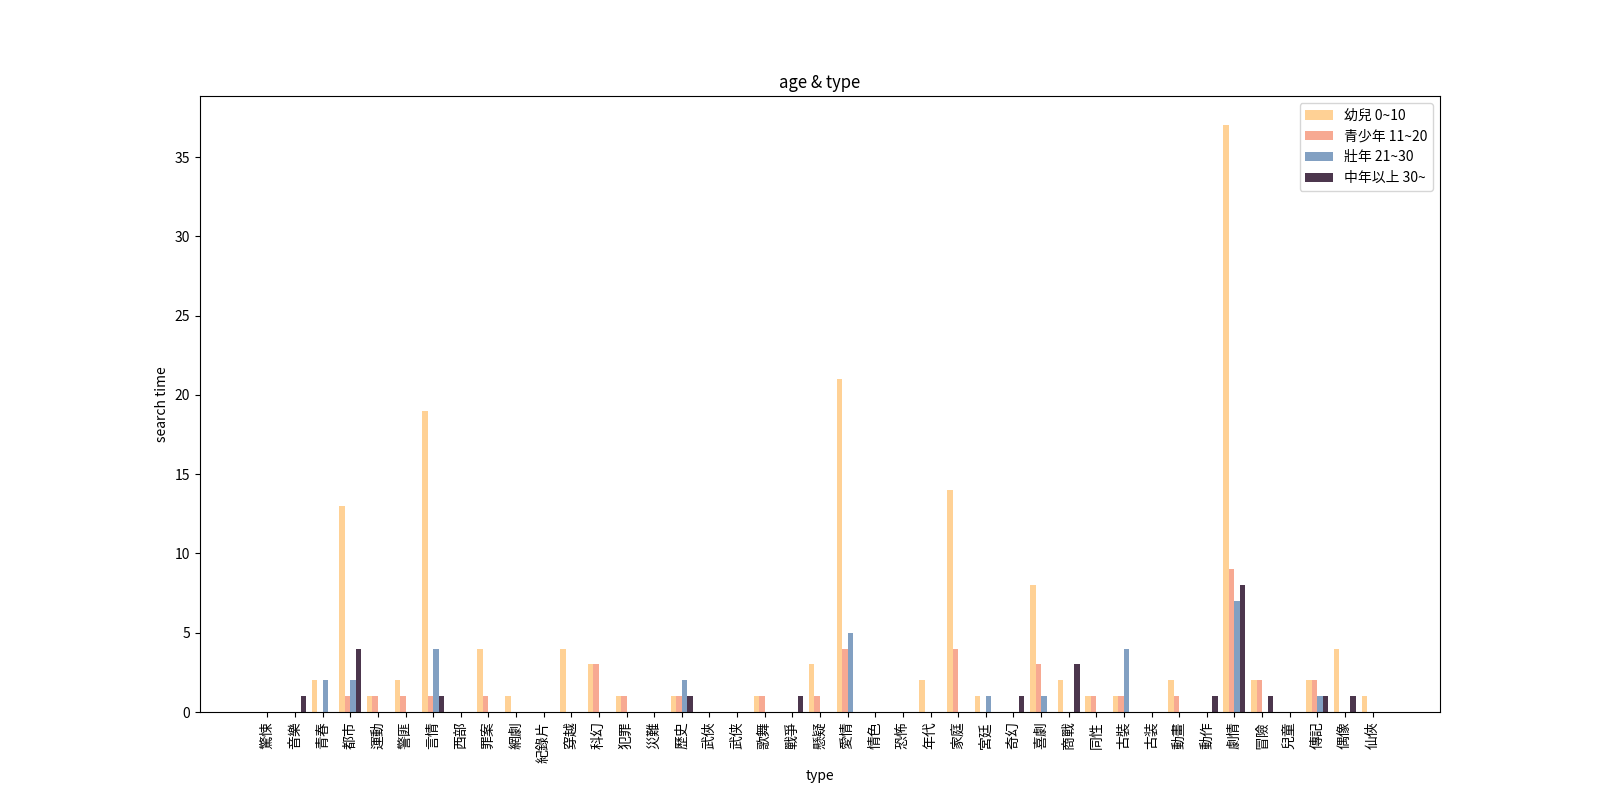 age & type
幼兒 0~10
青少年 11~20
壯年 21~30
中年以上 30~
search time
35
30
25
20
15
10
5
0
驚悚
音樂
青春
都市
運動
警匪
言情
西部
罪案
網劇
紀錄片
穿越
科幻
犯罪
災難
歷史
武俠
武侠
歌舞
戰爭
懸疑
愛情
情色
恐怖
年代
家庭
宮廷
奇幻
喜劇
商戰
同性
古裝
古装
動畫
動作
劇情
冒險
兒童
傳記
偶像
仙俠
type